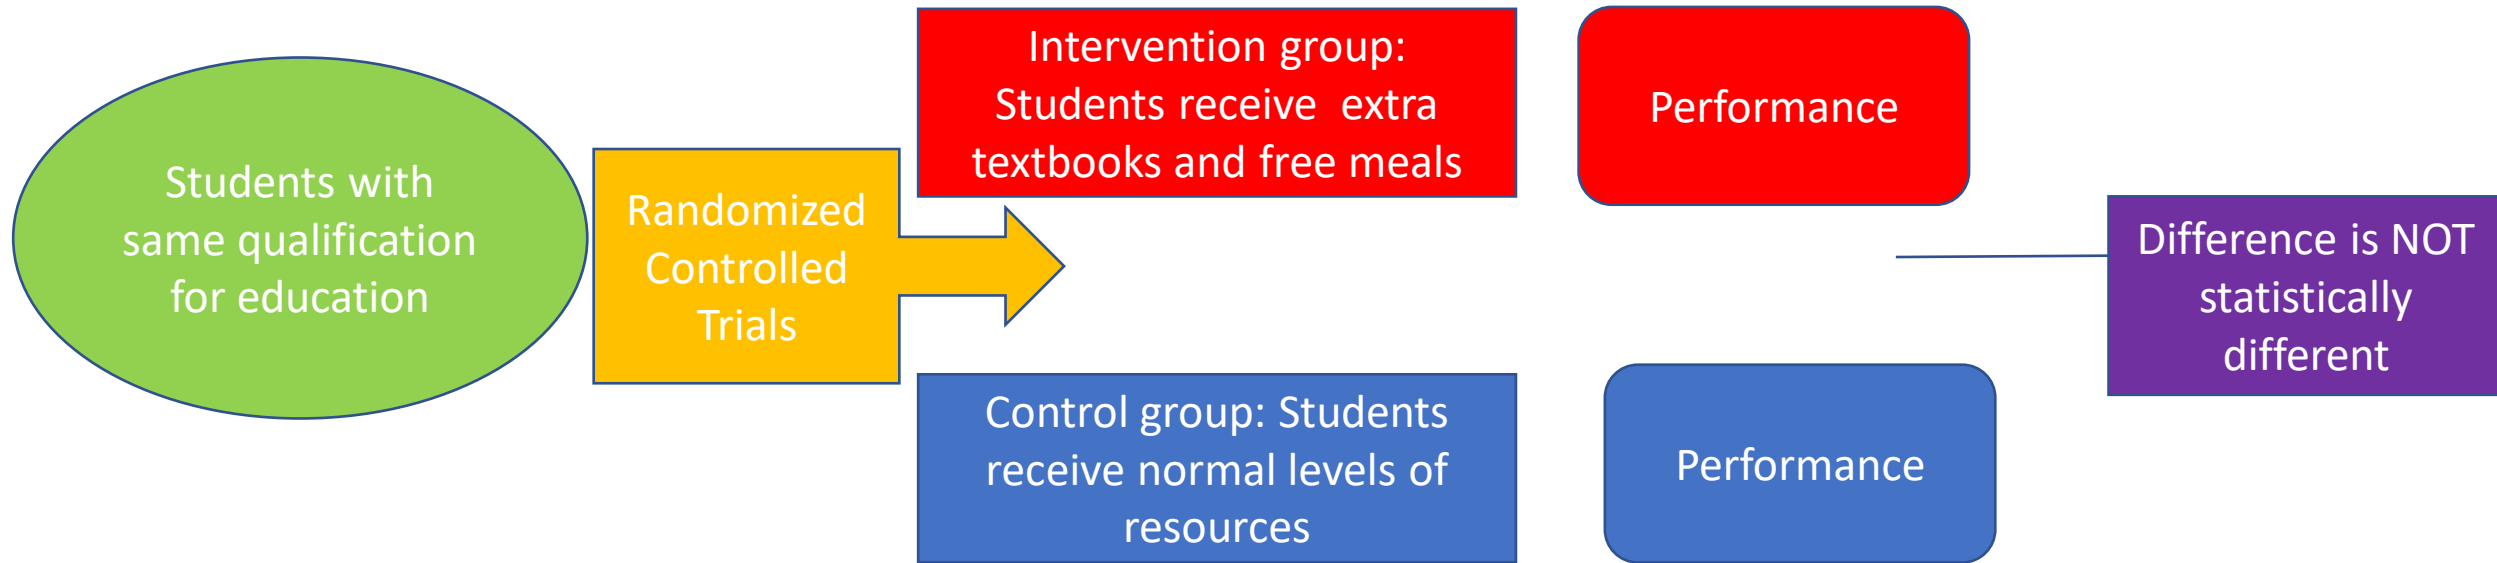 Students with
same qualification
for education
Randomized
Controlled
Trials
Intervention group:
Students receive  extra
textbooks and free meals
Performance
Control group: Students
receive normal levels of
resources
Performance
Difference is NOT
statistically
different